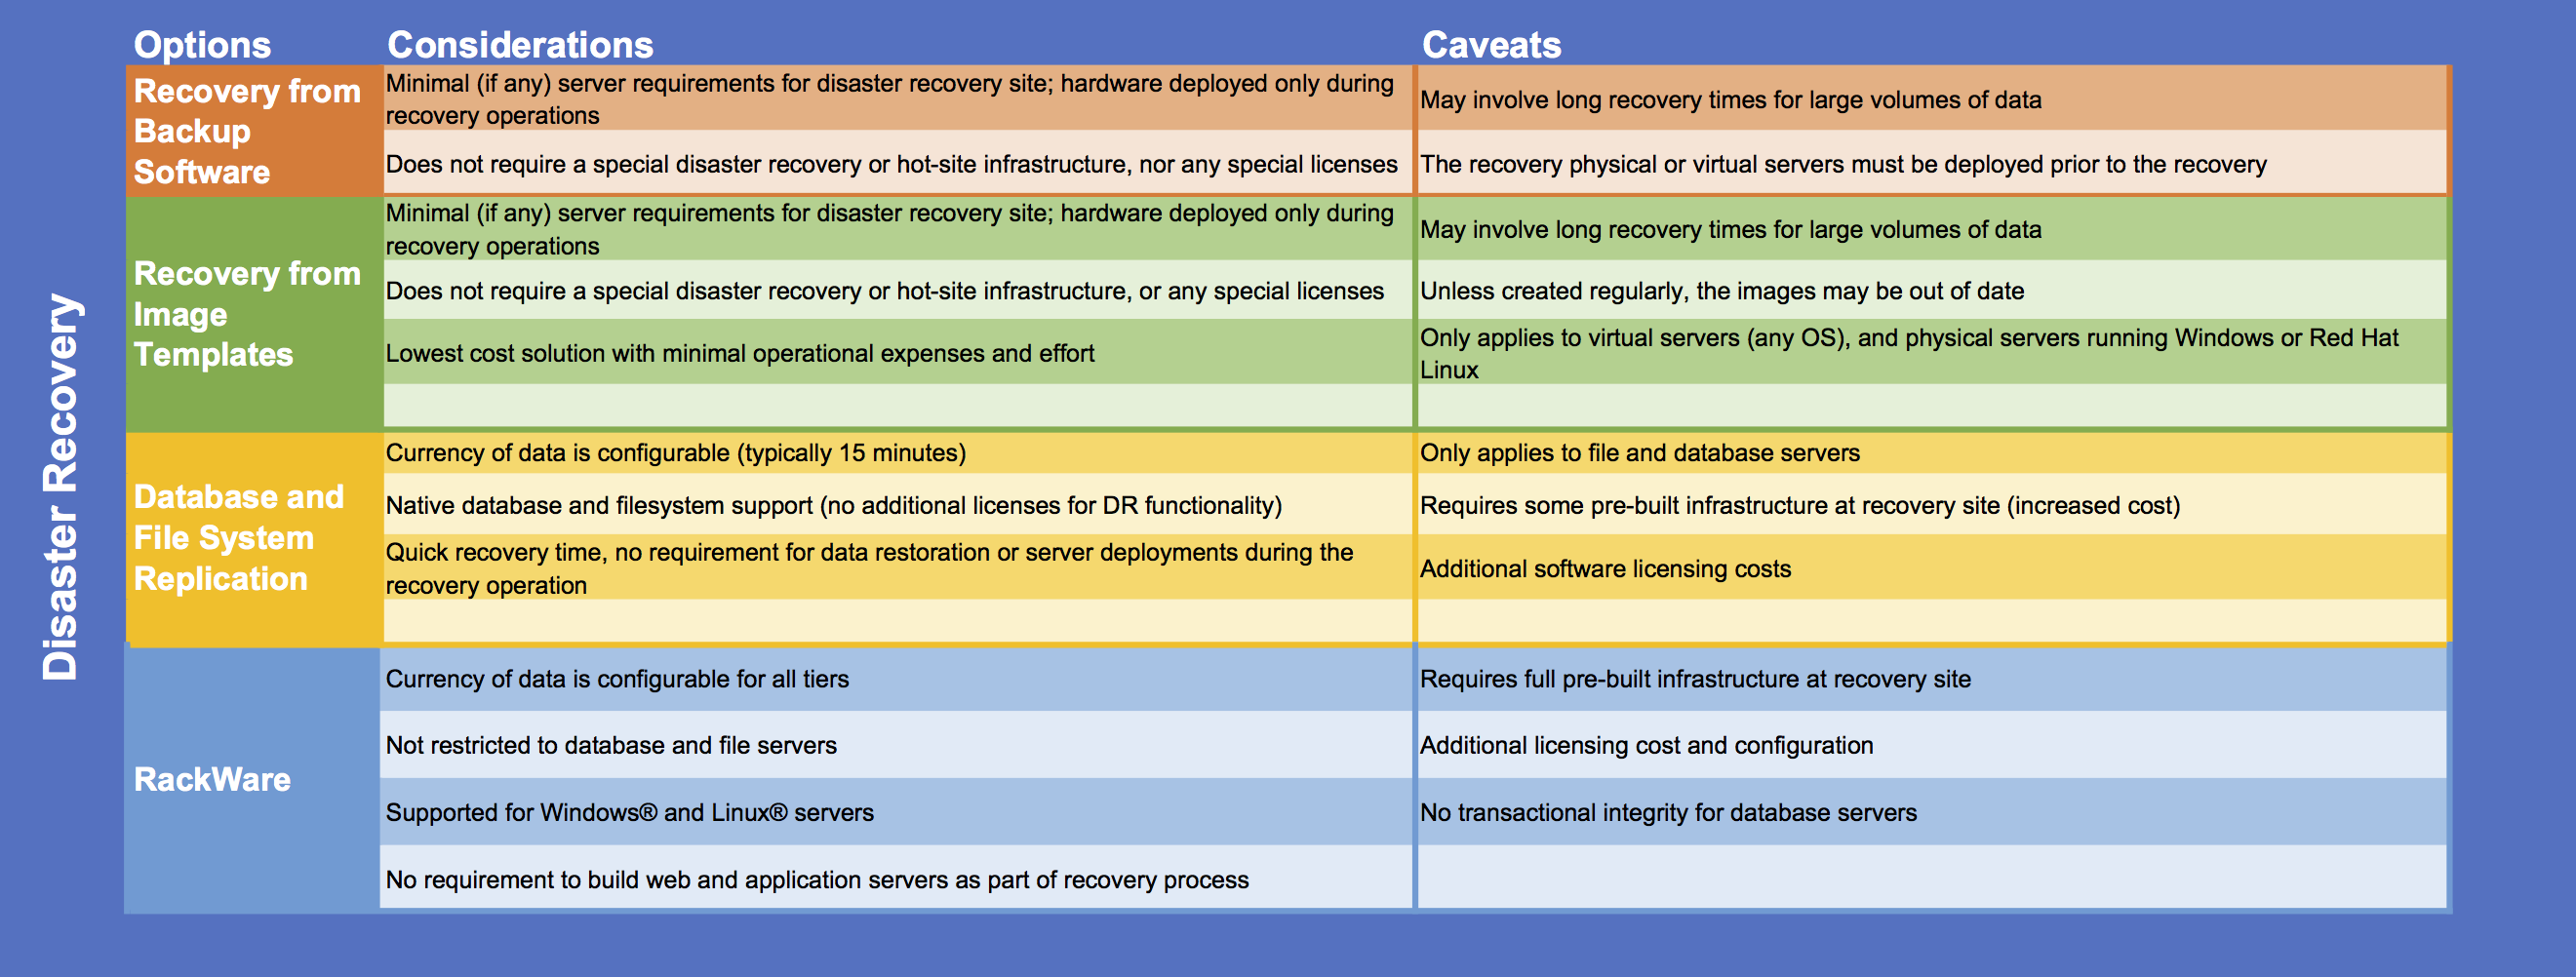 Disaster Recovery
Options
Considerations
Caveats
Recovery from
Backup
Software
Minimal (if any) server requirements for disaster recovery site; hardware deployed only during
recovery operations
May involve long recovery times for large volumes of data
Does not require a special disaster recovery or hot-site infrastructure, nor any special licenses
The recovery physical or virtual servers must be deployed prior to the recovery
Recovery from
Image
Templates
Minimal (if any) server requirements for disaster recovery site; hardware deployed only during
recovery operations
May involve long recovery times for large volumes of data
Does not require a special disaster recovery or hot-site infrastructure, or any special licenses
Unless created regularly, the images may be out of date
Lowest cost solution with minimal operational expenses and effort
Only applies to virtual servers (any OS), and physical servers running Windows or Red Hat
Linux
Database and
File System
Replication
Currency of data is configurable (typically 15 minutes)
Only applies to file and database servers
Native database and filesystem support (no additional licenses for DR functionality)
Requires some pre-built infrastructure at recovery site (increased cost)
Quick recovery time, no requirement for data restoration or server deployments during the
recovery operation
Additional software licensing costs
RackWare
Currency of data is configurable for all tiers
Requires full pre-built infrastructure at recovery site
Not restricted to database and file servers
Additional licensing cost and configuration
Supported for Windows® and Linux® servers
No transactional integrity for database servers
No requirement to build web and application servers as part of recovery process